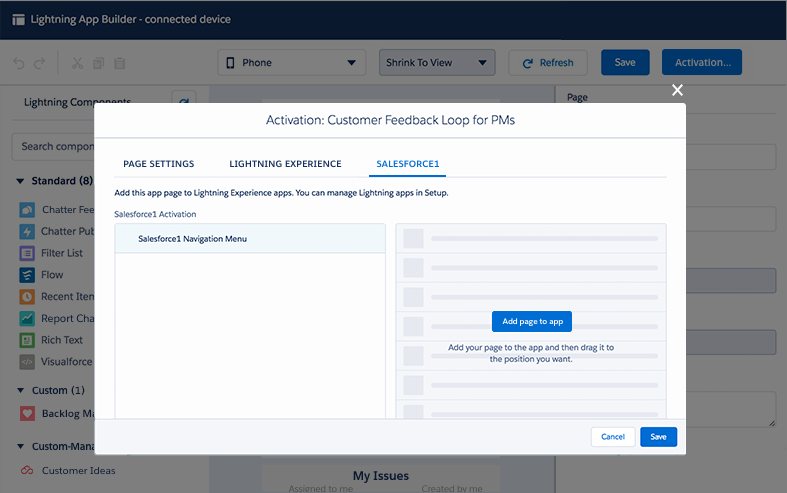 Lightning App Builder - connected device
Phone
Shrink To View
Refresh
Save
Activation...
Lightning Components
Page
Search compon
Activation: Customer Feedback Loop for PMs
PAGE SETTINGS
LIGHTNING EXPERIENCE
SALESFORCE1
Add this app page to Lightning Experience apps. You can manage Lightning apps in Setup.
Salesforce1 Activation
Salesforce1 Navigation Menu
Add page to app
Add your page to the app and then drag it to
the position you want.
Cancel
Save
Standard (8)
Chatter Fee
Chatter Pub
Filter List
Flow
Recent Item
Report Cha
Rich Text
Visualforce
Custom (1)
Backlog Ma
Custom-Mana
Customer Ideas
My Issues
Assigned to me
Created by me